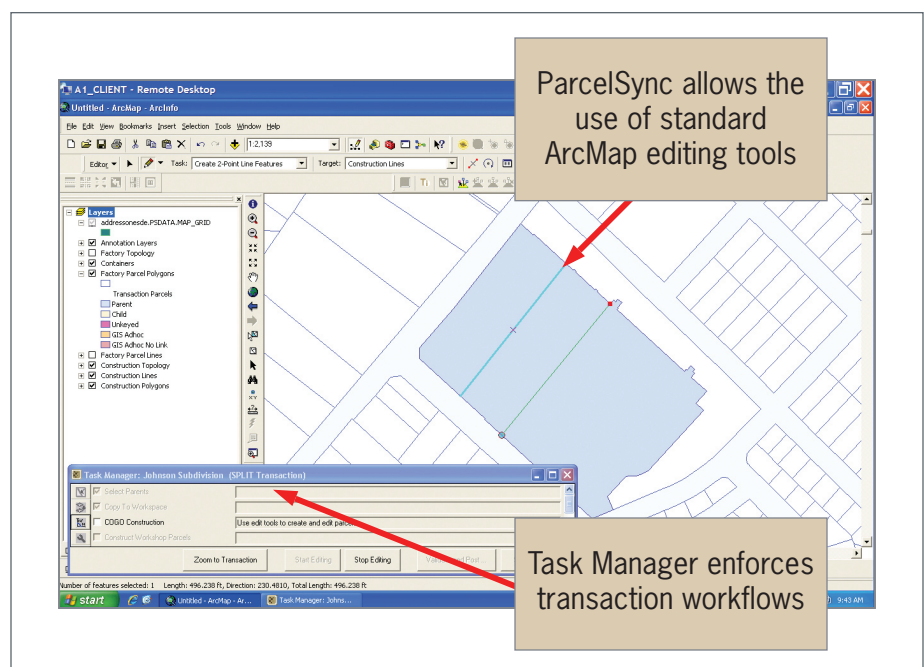 ParcelSync allows the
use of standard
ArcMap editing tools
A1_CLIENT - Remote Desktop
Untitled - ArcMap - ArcInfo
File Edit View Bookmarks Insert Selection Tools Window Help
1:2,139
Editor Task: Create 2-Point Line Features Target: Construction Lines
Layers
addressonesde.PSDATA.MAP_GRID
Annotation Layers
Factory Topology
Containers
Factory Parcel Polygons
Transaction Parcels
Parent
Child
Unkeyed
GIS Adhoc
GIS Adhoc No Link
Factory Parcel Lines
Construction Topology
Construction Lines
Construction Polygons
Task Manager: Johnson Subdivision (SPLIT Transaction)
Select Parents
Copy To Workspace
COGO Construction Use edit tools to create and edit
Construct Workshop Parcels
Zoom to Transaction Start Editing Stop Editing
Task Manager enforces
transaction workflows
Number of features selected: 1 Length: 496.238 ft, Direction: 230.4810, Total Length: 496.238 ft
start Untitled - ArcMap - Ar... Task Manager: Johns... 9:43 AM